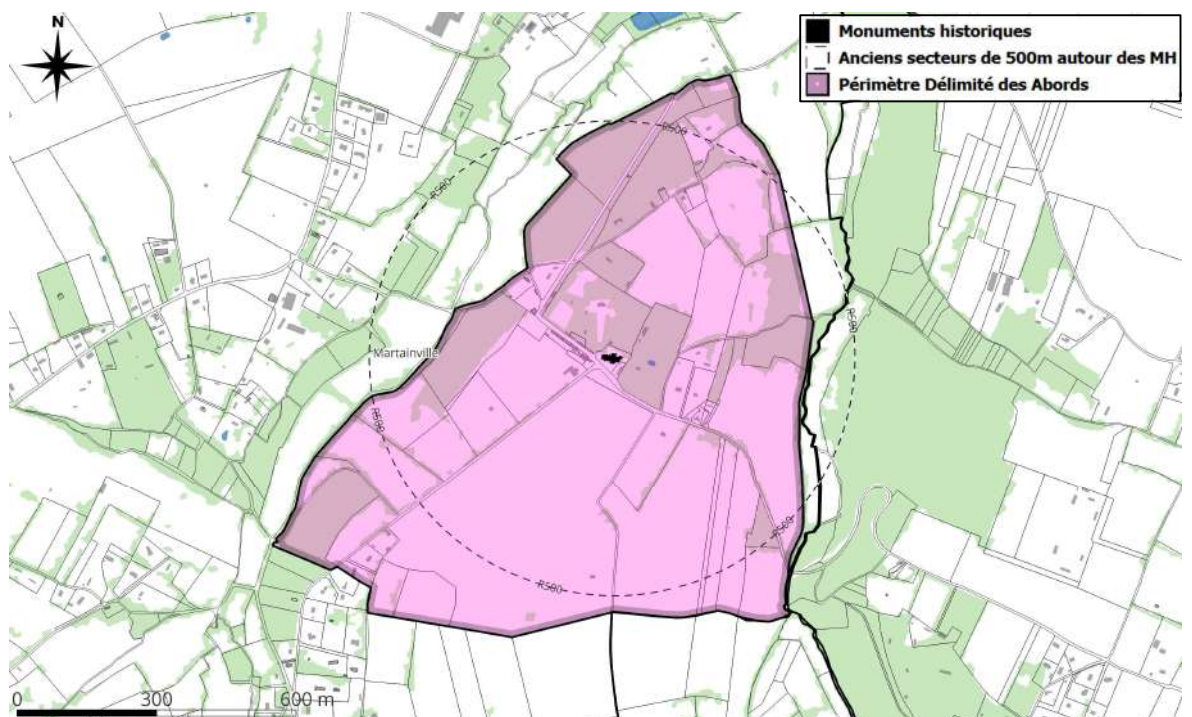 N
Monuments historiques
Anciens secteurs de 500m autour des MH
Périmètre Délimité des Abords
R500
R500
R500
Martainville
R500
R500
R500
0 300 600 m